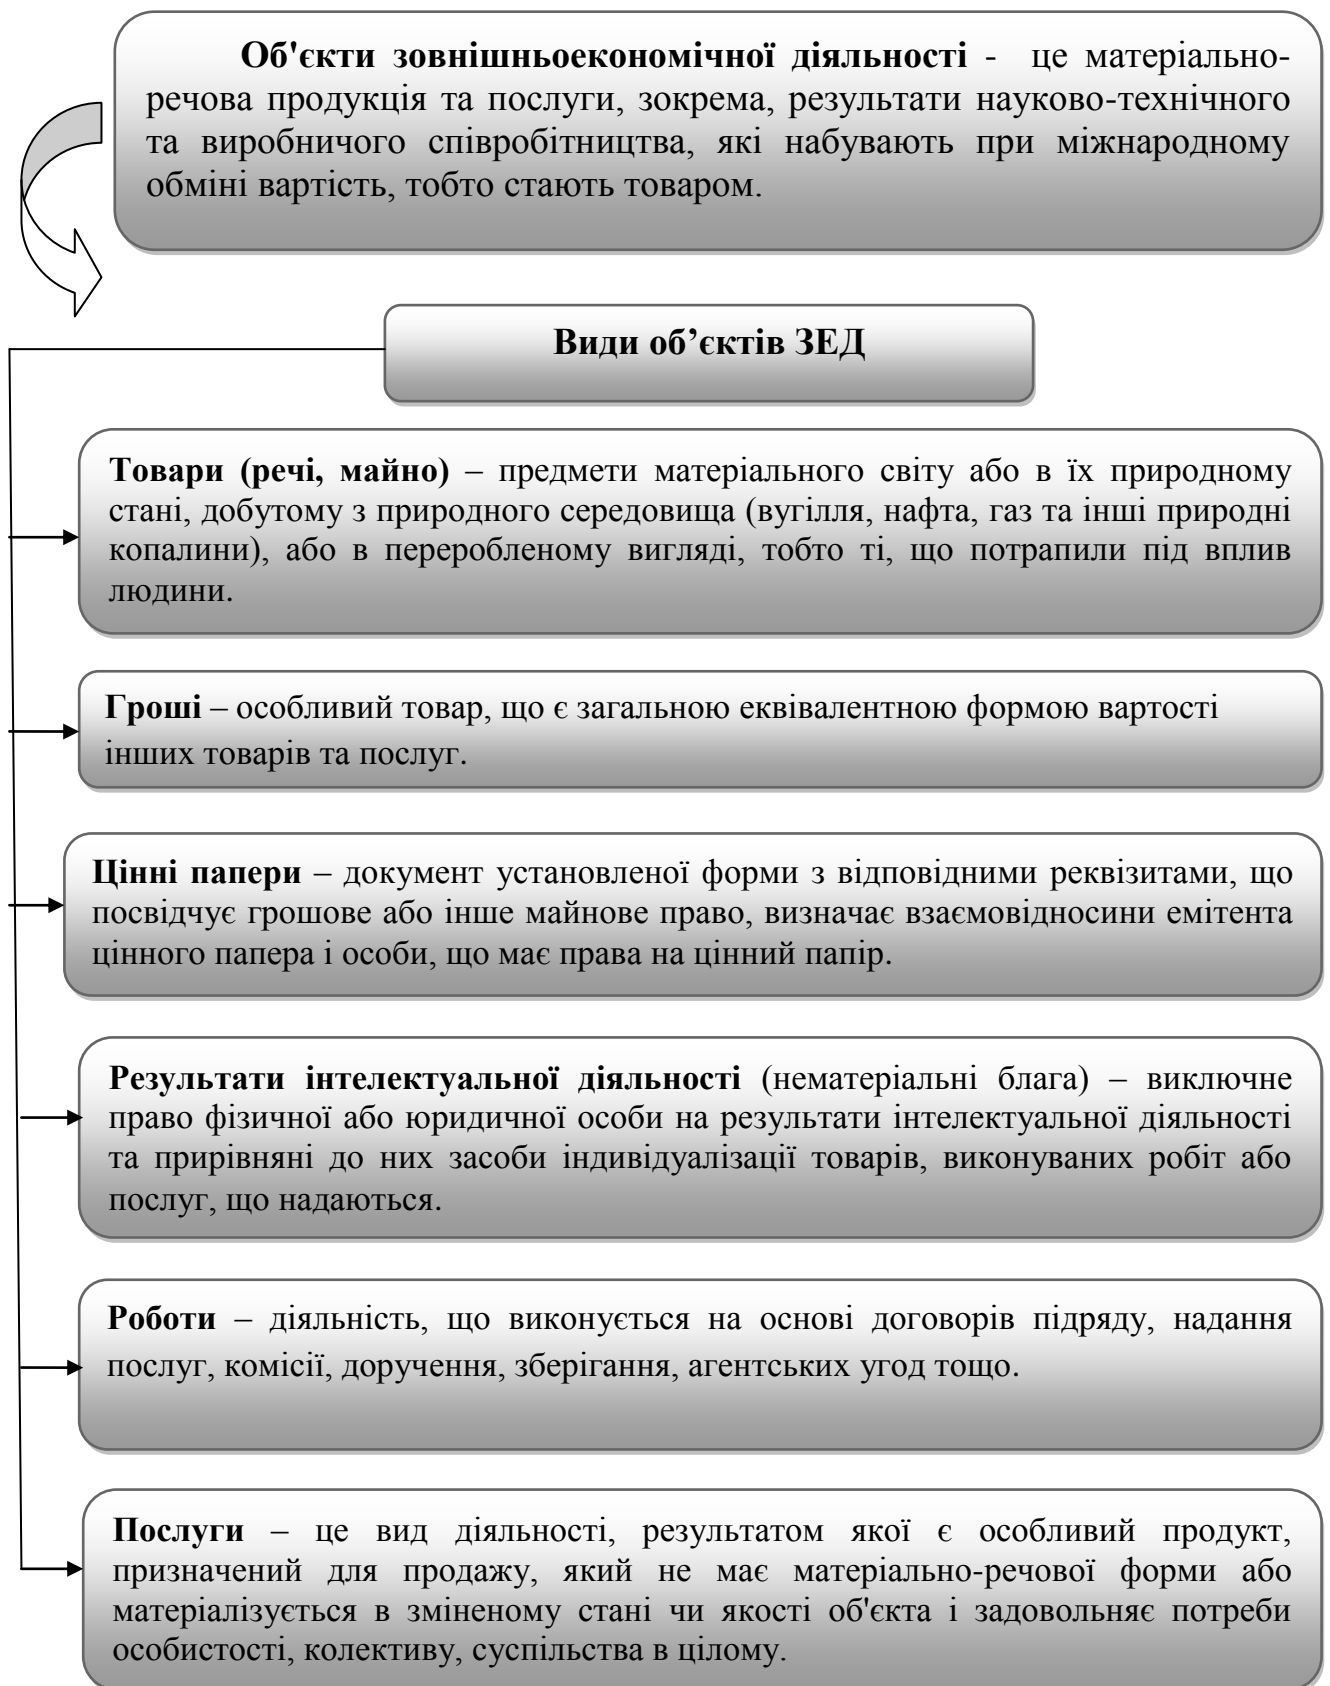 Об'єкти зовнішньоекономічної діяльності - це матеріально-
речова продукція та послуги, зокрема, результати науково-технічного
та виробничого співробітництва, які набувають при міжнародному
обміні вартість, тобто стають товаром.
Види об’єктів ЗЕД
Товари (речі, майно) – предмети матеріального світу або в їх природному
стані, добутому з природного середовища (вугілля, нафта, газ та інші природні
копалини), або в переробленому вигляді, тобто ті, що потрапили під вплив
людини.
Гроші – особливий товар, що є загальною еквівалентною формою вартості
інших товарів та послуг.
Цінні папери – документ установленої форми з відповідними реквізитами, що
посвідчує грошове або інше майнове право, визначає взаємовідносини емітента
цінного папера і особи, що має права на цінний папір.
Результати інтелектуальної діяльності (нематеріальні блага) – виключне
право фізичної або юридичної особи на результати інтелектуальної діяльності
та прирівняні до них засоби індивідуалізації товарів, виконуваних робіт або
послуг, що надаються.
Роботи – діяльність, що виконується на основі договорів підряду, надання
послуг, комісії, доручення, зберігання, агентських угод тощо.
Послуги – це вид діяльності, результатом якої є особливий продукт,
призначений для продажу, який не має матеріально-речової форми або
матеріалізується в зміненому стані чи якості об'єкта і задовольняє потреби
особистості, колективу, суспільства в цілому.